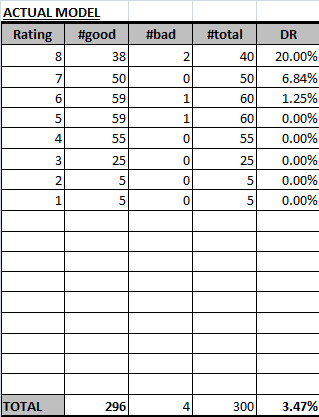 ACTUAL MODEL
Rating #good #bad #total DR
8 38 2 40 20.00%
7 50 0 50 6.84%
6 59 1 60 1.25%
5 59 1 60 0.00%
4 55 0 55 0.00%
3 25 0 25 0.00%
2 5 0 5 0.00%
1 5 0 5 0.00%
TOTAL 296 4 300 3.47%